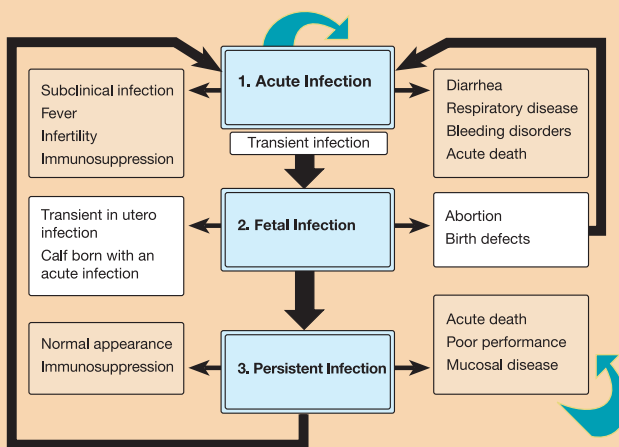 1. Acute Infection
Subclinical infection
Fever
Infertility
Immunosuppression
Diarrhea
Respiratory disease
Bleeding disorders
Acute death
Transient infection
2. Fetal Infection
Transient in utero
infection
Calf born with an
acute infection
Abortion
Birth defects
3. Persistent Infection
Normal appearance
Immunosuppression
Acute death
Poor performance
Mucosal disease